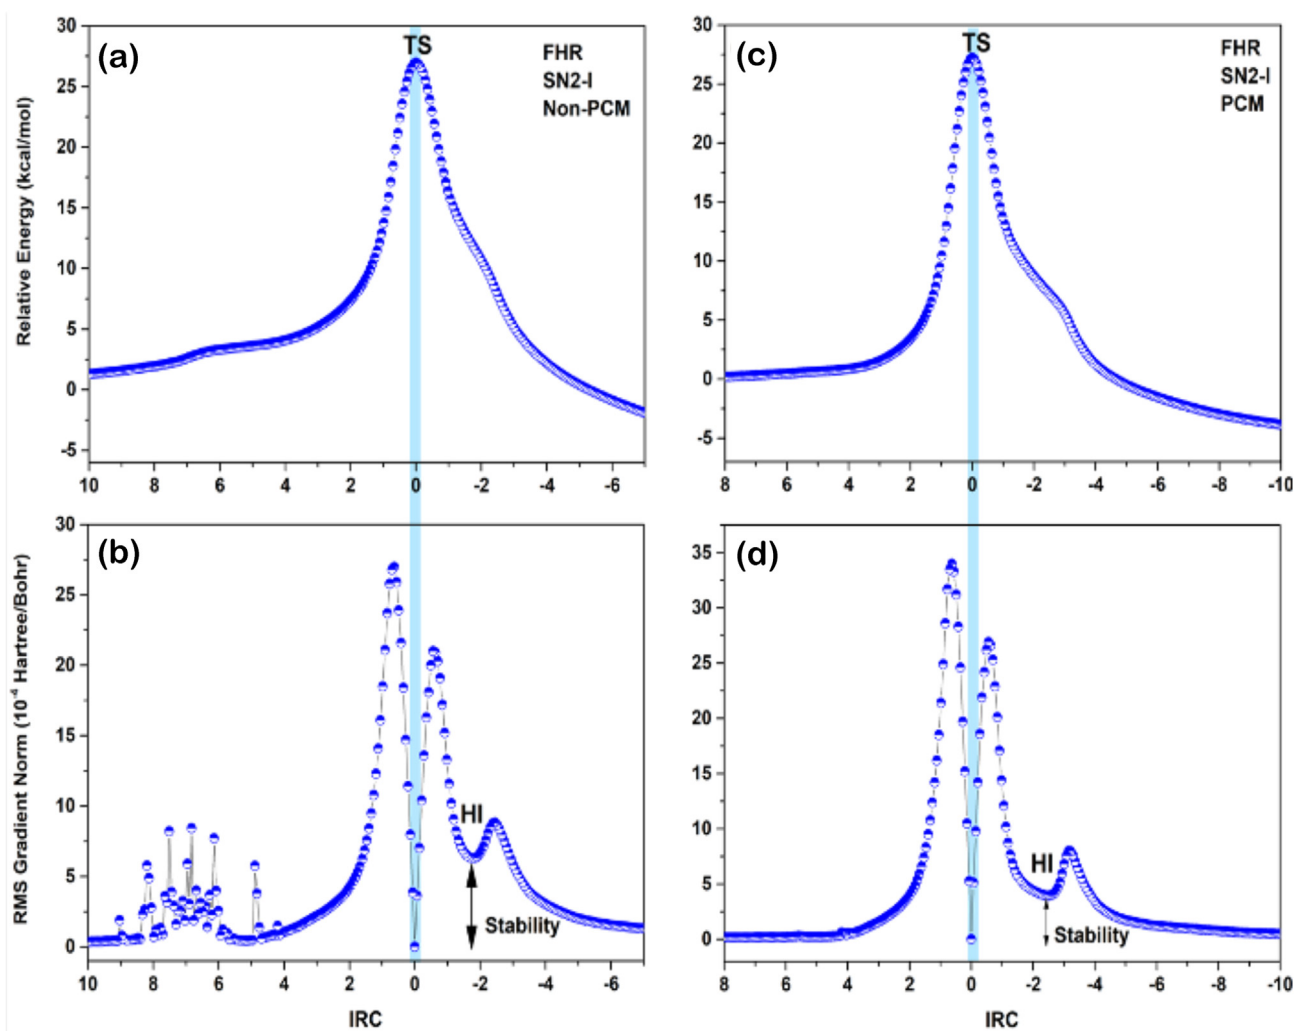 (a)
TS
FHR
SN2-I
Non-PCM
Relative Energy (kcal/mol)
30
25
20
15
10
5
0
-5
10 8 6 4 2 0 -2 -4 -6
(c)
TS
FHR
SN2-I
PCM
30
25
20
15
10
5
0
-5
8 6 4 2 0 -2 -4 -6 -8 -10
(b)
HI
Stability
RMS Gradient Norm (10⁻⁴ Hartree/Bohr)
30
25
20
15
10
5
0
10 8 6 4 2 0 -2 -4 -6
IRC
(d)
HI
Stability
35
30
25
20
15
10
5
0
8 6 4 2 0 -2 -4 -6 -8 -10
IRC